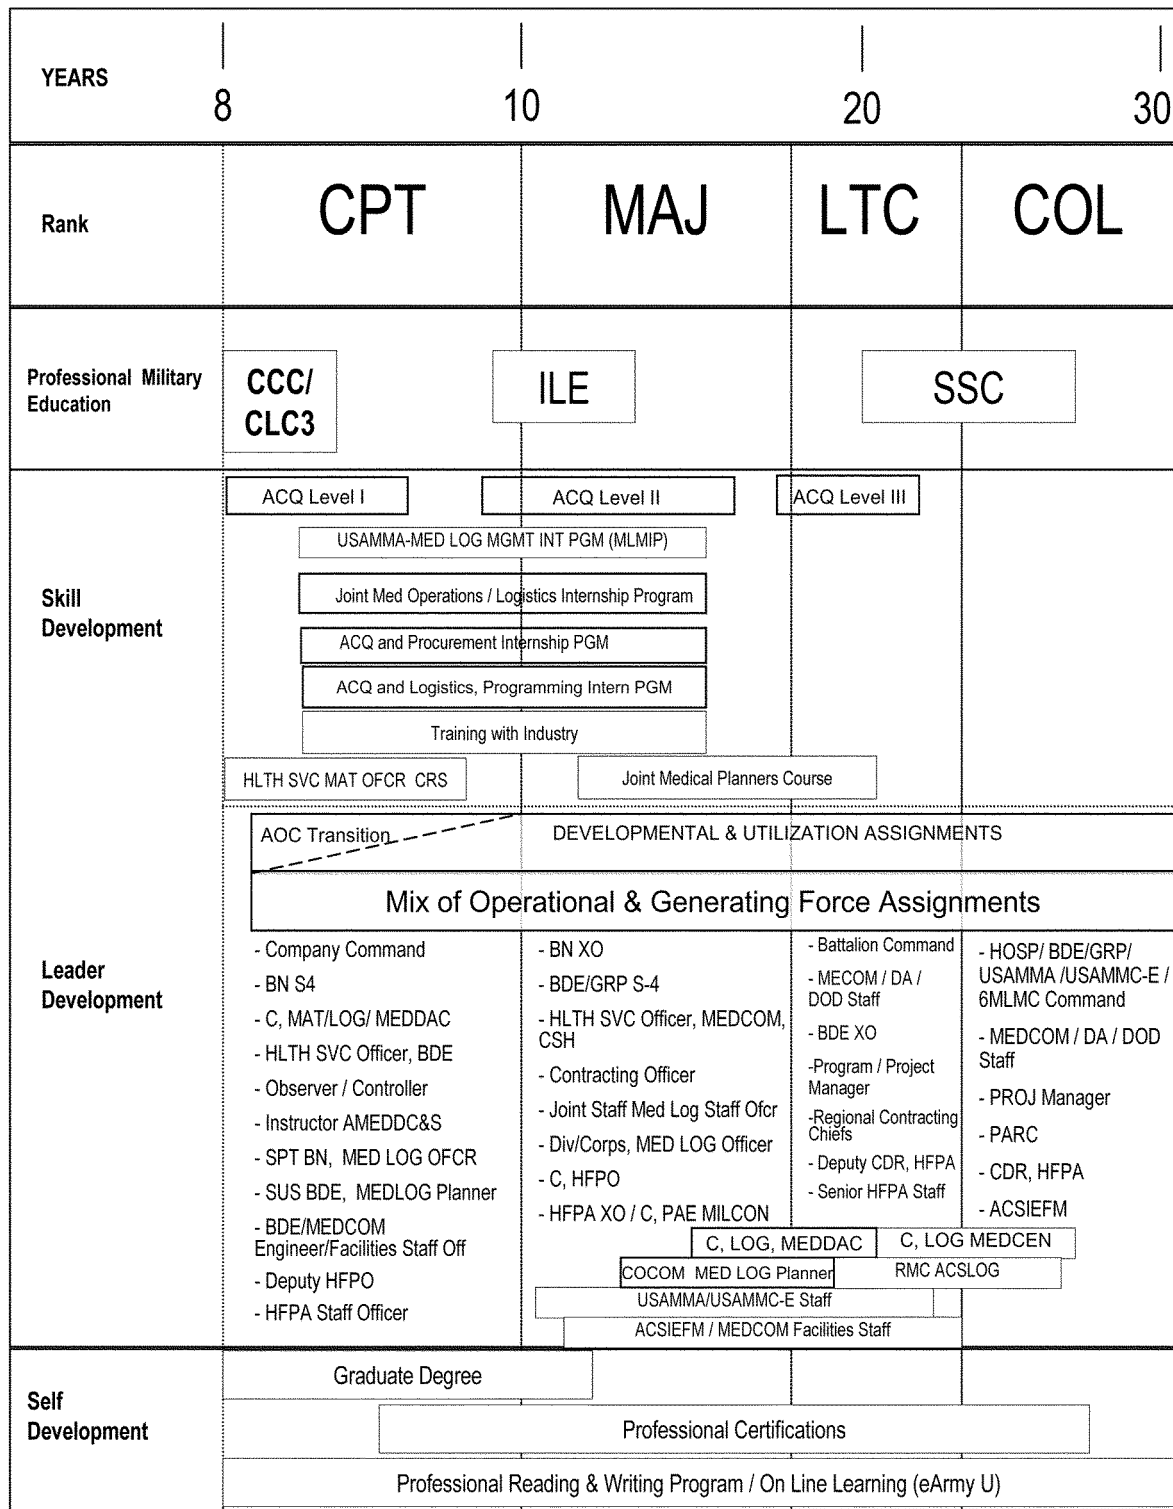 YEARS
8
10
20
30
Rank
CPT
MAJ
LTC
COL
Professional Military
Education
CCC/
CLC3
ILE
SSC
Skill
Development
ACQ Level I
ACQ Level II
ACQ Level III
USAMMA-MED LOG MGMT INT PGM (MLMIP)
Joint Med Operations / Logistics Internship Program
ACQ and Procurement Internship PGM
ACQ and Logistics, Programming Intern PGM
Training with Industry
HLTH SVC MAT OFCR CRS
Joint Medical Planners Course
Leader
Development
AOC Transition
DEVELOPMENTAL & UTILIZATION ASSIGNMENTS
Mix of Operational & Generating Force Assignments
- Company Command
- BN S4
- C, MAT/LOG/ MEDDAC
- HLTH SVC Officer, BDE
- Observer / Controller
- Instructor AMEDDC&S
- SPT BN, MED LOG OFCR
- SUS BDE, MEDLOG Planner
- BDE/MEDCOM
Engineer/Facilities Staff Off
- Deputy HFPO
- HFPA Staff Officer
- BN XO
- BDE/GRP S-4
- HLTH SVC Officer, MEDCOM,
CSH
- Contracting Officer
- Joint Staff Med Log Staff Ofcr
- Div/Corps, MED LOG Officer
- C, HFPO
- HFPA XO / C, PAE MILCON
- Battalion Command
- MECOM / DA /
DOD Staff
- BDE XO
-Program / Project
Manager
-Regional Contracting
Chiefs
- Deputy CDR, HFPA
- Senior HFPA Staff
- HOSP/ BDE/GRP/
USAMMA /USAMMC-E /
6MLMC Command
- MEDCOM / DA / DOD
Staff
- PROJ Manager
- PARC
- CDR, HFPA
- ACSIEFM
C, LOG, MEDDAC
C, LOG MEDCEN
COCOM MED LOG Planner
RMC ACSLOG
USAMMA/USAMMC-E Staff
ACSIEFM / MEDCOM Facilities Staff
Self
Development
Graduate Degree
Professional Certifications
Professional Reading & Writing Program / On Line Learning (eArmy U)